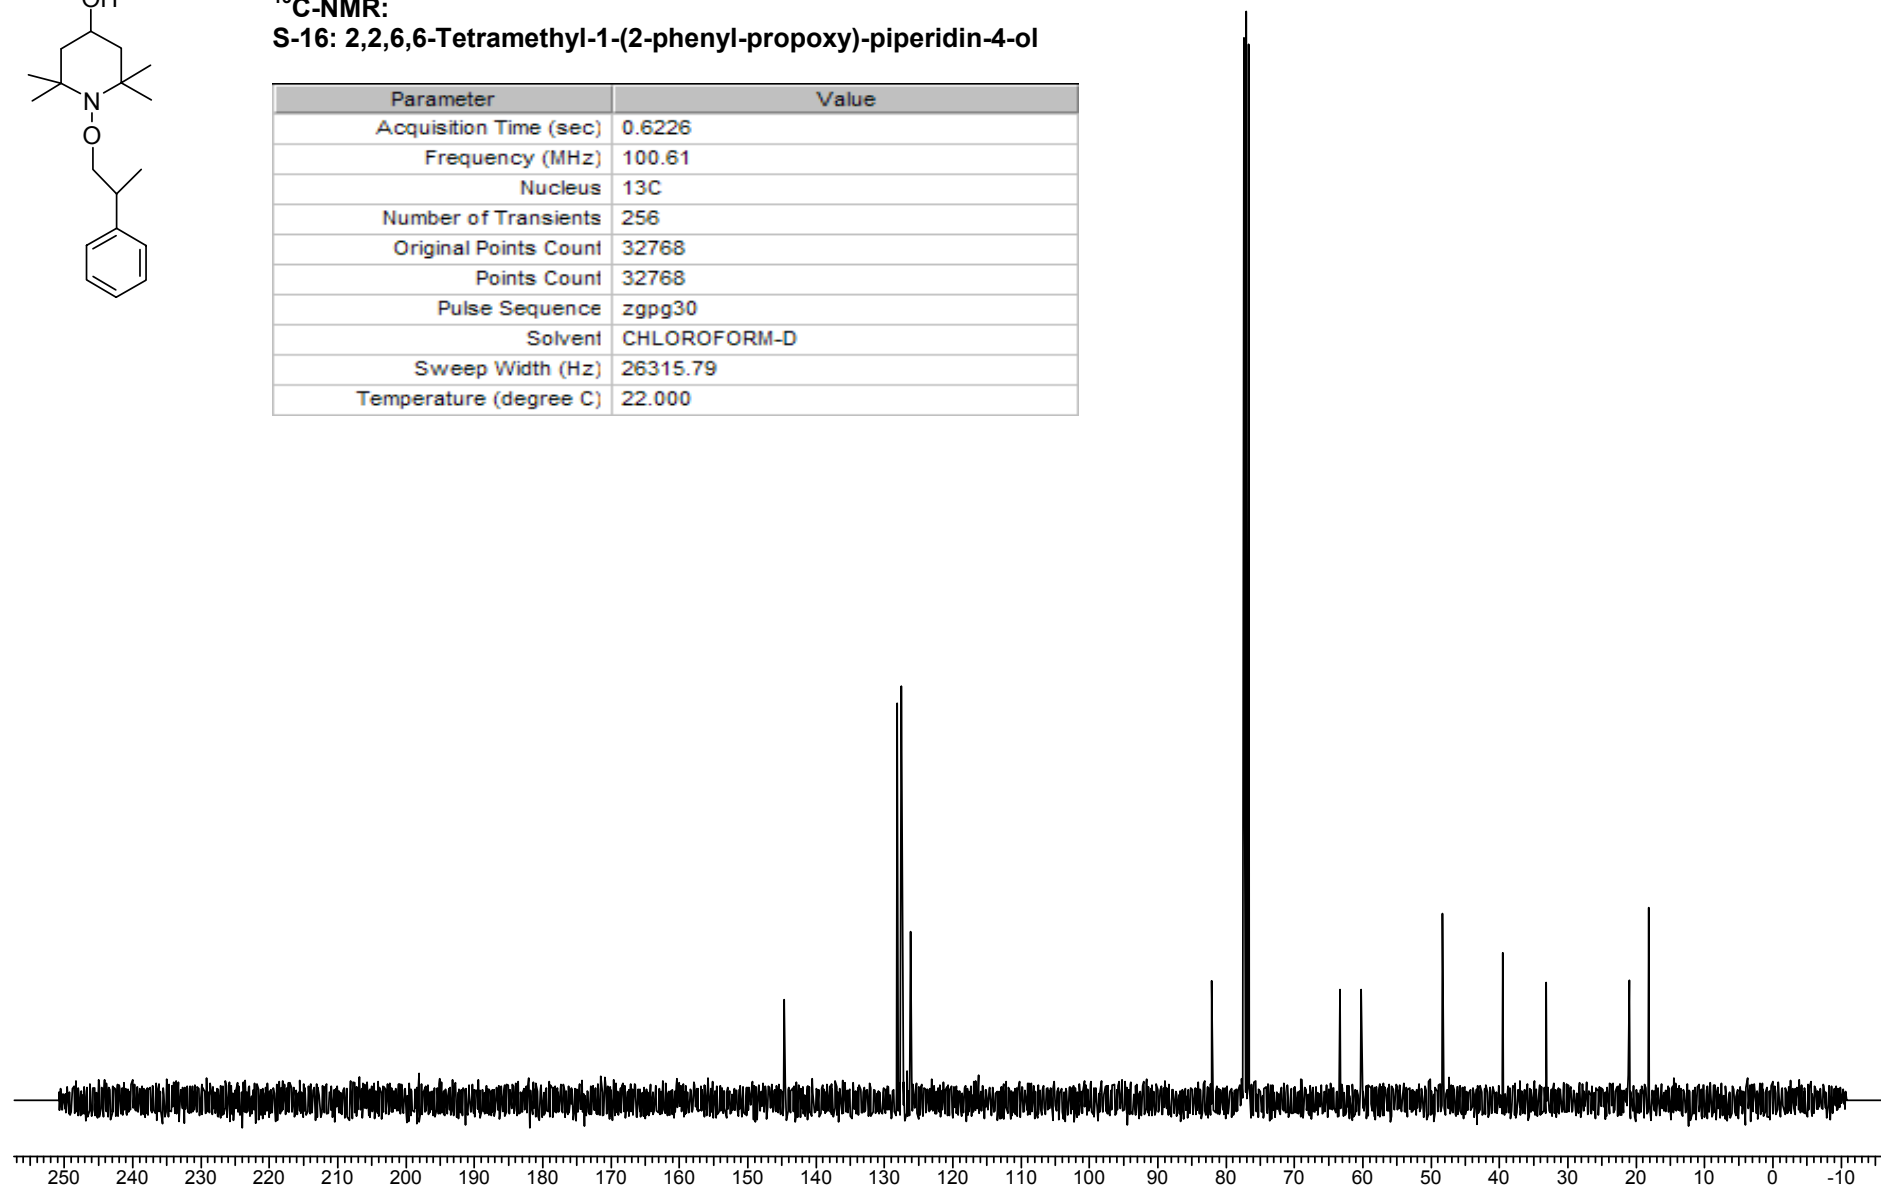 OH
¹³C-NMR:
S-16: 2,2,6,6-Tetramethyl-1-(2-phenyl-propoxy)-piperidin-4-ol
N
O
Parameter Value
Acquisition Time (sec) 0.6226
Frequency (MHz) 100.61
Nucleus 13C
Number of Transients 256
Original Points Count 32768
Points Count 32768
Pulse Sequence zgpg30
Solvent CHLOROFORM-D
Sweep Width (Hz) 26315.79
Temperature (degree C) 22.000
250 240 230 220 210 200 190 180 170 160 150 140 130 120 110 100 90 80 70 60 50 40 30 20 10 0 -10